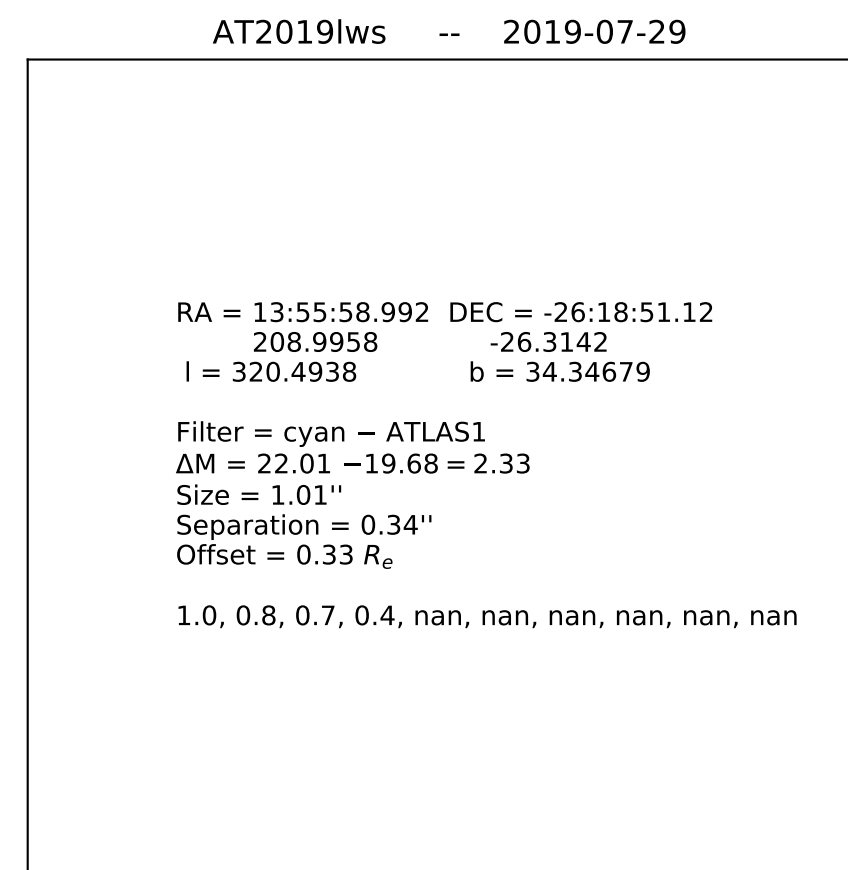 AT2019lws -- 2019-07-29
RA = 13:55:58.992 DEC = -26:18:51.12
208.9958 -26.3142
l = 320.4938 b = 34.34679
Filter = cyan − ATLAS1
ΔM = 22.01 −19.68 = 2.33
Size = 1.01''
Separation = 0.34''
Offset = 0.33 Re
1.0, 0.8, 0.7, 0.4, nan, nan, nan, nan, nan, nan